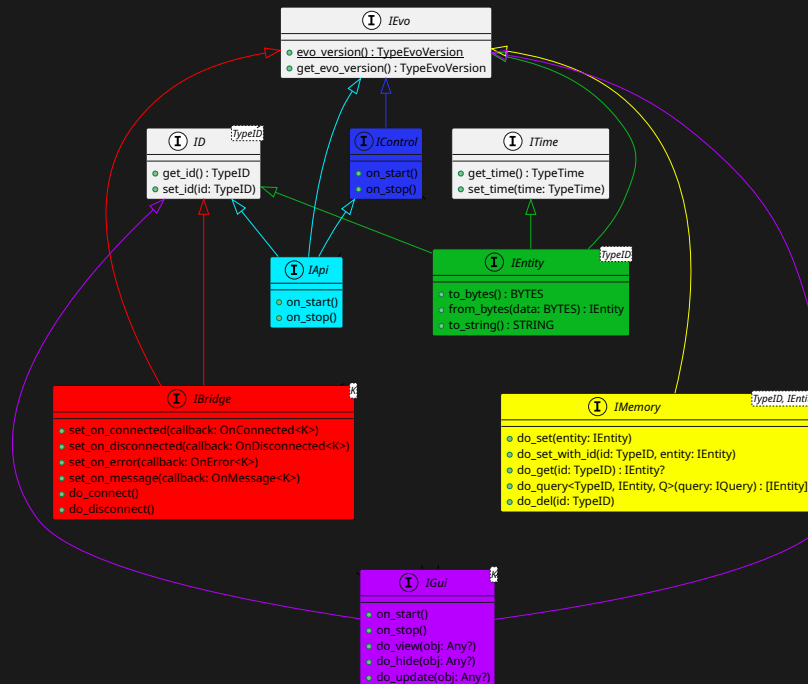 I IEvo
evo_version() : TypeEvoVersion
get_evo_version() : TypeEvoVersion
I ID TypeID
get_id() : TypeID
set_id(id: TypeID)
I IControl
on_start()
on_stop()
I ITime
get_time() : TypeTime
set_time(time: TypeTime)
I IApi
on_start()
on_stop()
I IEntity TypeID
to_bytes() : BYTES
from_bytes(data: BYTES) : IEntity
to_string() : STRING
I IBridge K
set_on_connected(callback: OnConnected<K>)
set_on_disconnected(callback: OnDisconnected<K>)
set_on_error(callback: OnError<K>)
set_on_message(callback: OnMessage<K>)
do_connect()
do_disconnect()
I IMemory TypeID, IEnti
do_set(entity: IEntity)
do_set_with_id(id: TypeID, entity: IEntity)
do_get(id: TypeID) : IEntity?
do_query<TypeID, IEntity, Q>(query: IQuery) : [IEntity]
do_del(id: TypeID)
I IGui K
on_start()
on_stop()
do_view(obj: Any?)
do_hide(obj: Any?)
do_update(obj: Any?)